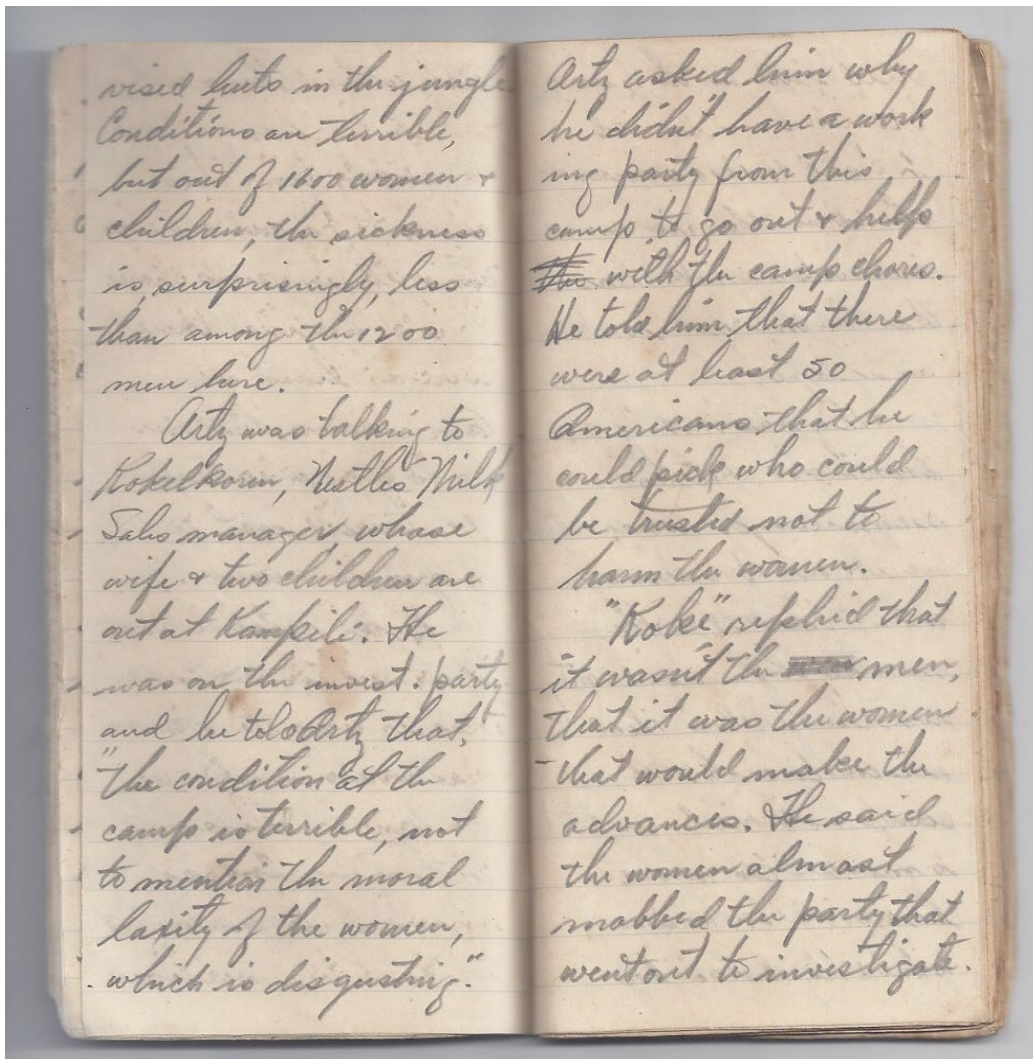 vised huts in the jungle
Conditions are terrible,
but out of 1600 women &
children, the sickness
is, surprisingly, less
than among the 1200
men here.
Artz was talking to
Kokelkoren, Nestles Milk
Sales manager whose
wife & two children are
out at Kampili. He
was on the invest. party
and he told Artz that,
"the condition at the
camp is terrible, not
to mention the moral
laxity of the women,
which is disgusting."
Artz asked him why
he didn't have a work
ing party from this
camp to go out & help
with the camp chores.
He told him that there
were at least 50
Americans that he
could pick who could
be trusted not to
harm the women.
"Koke" replied that
it wasn't the men,
that it was the women
that would make the
advances. He said
the women almost
mobbed the party that
went out to investigate.